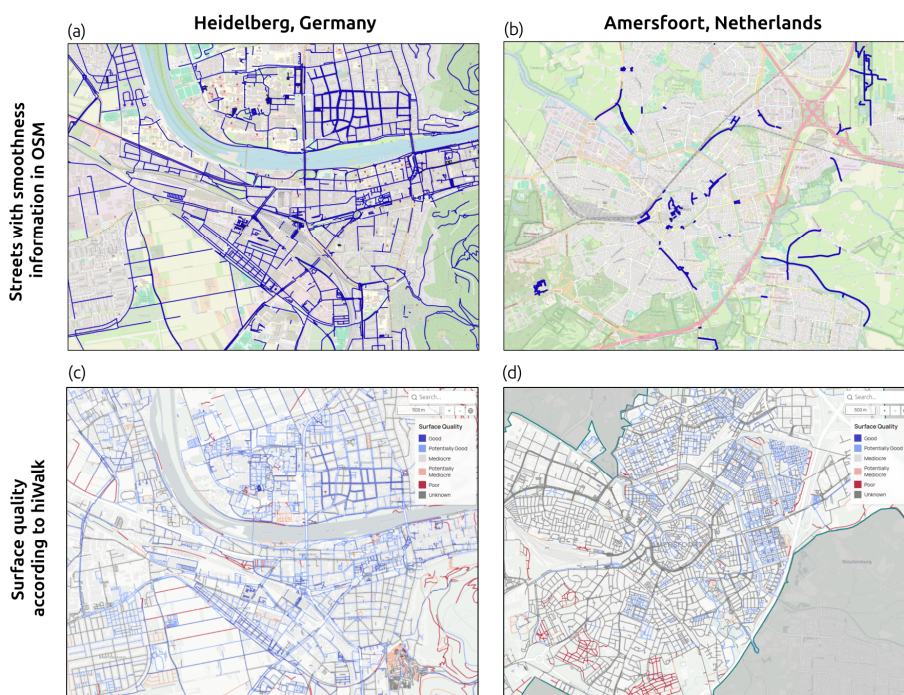 Heidelberg, Germany
Amersfoort, Netherlands
(a)
(b)
Streets with smoothness
information in OSM
(c)
(d)
Surface quality
according to hiWalk
Search...
500 m
+
-
Surface Quality
Good
Potentially Good
Mediocre
Potentially
Mediocre
Poor
Unknown
Search...
500 m
+
-
Surface Quality
Good
Potentially Good
Mediocre
Potentially
Mediocre
Poor
Unknown